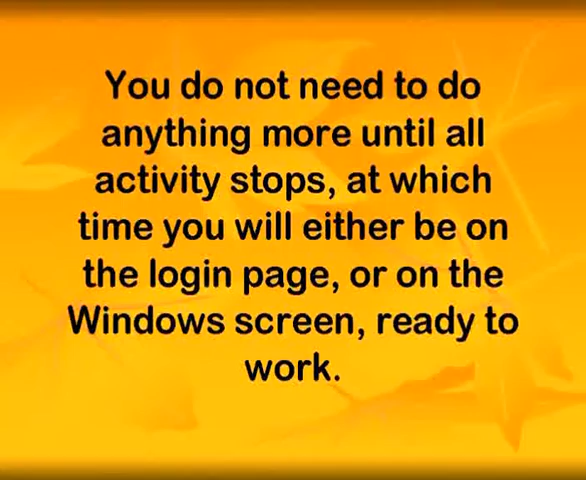 You do not need to do
anything more until all
activity stops, at which
time you will either be on
the login page, or on the
Windows screen, ready to
work.